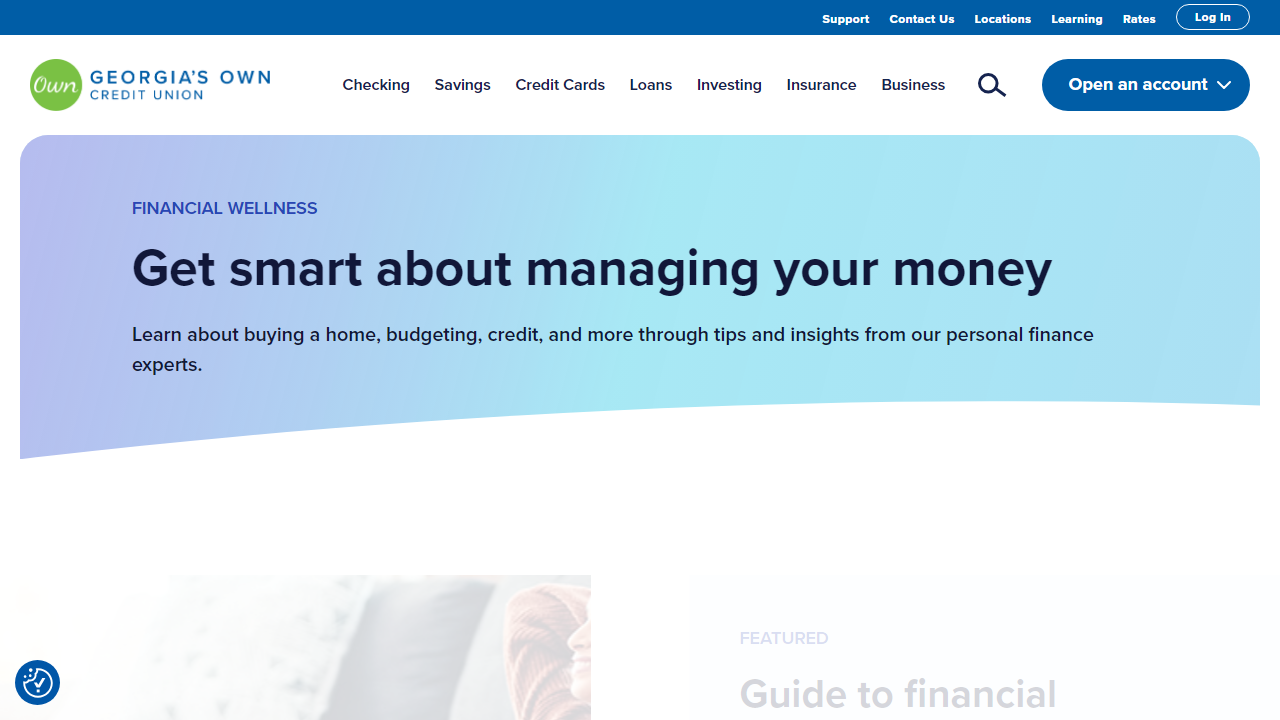 Support Contact Us Locations Learning Rates Log In
Own GEORGIA'S OWN
CREDIT UNION
Checking Savings Credit Cards Loans Investing Insurance Business Open an account
FINANCIAL WELLNESS
Get smart about managing your money
Learn about buying a home, budgeting, credit, and more through tips and insights from our personal finance
experts.
FEATURED
Guide to financial